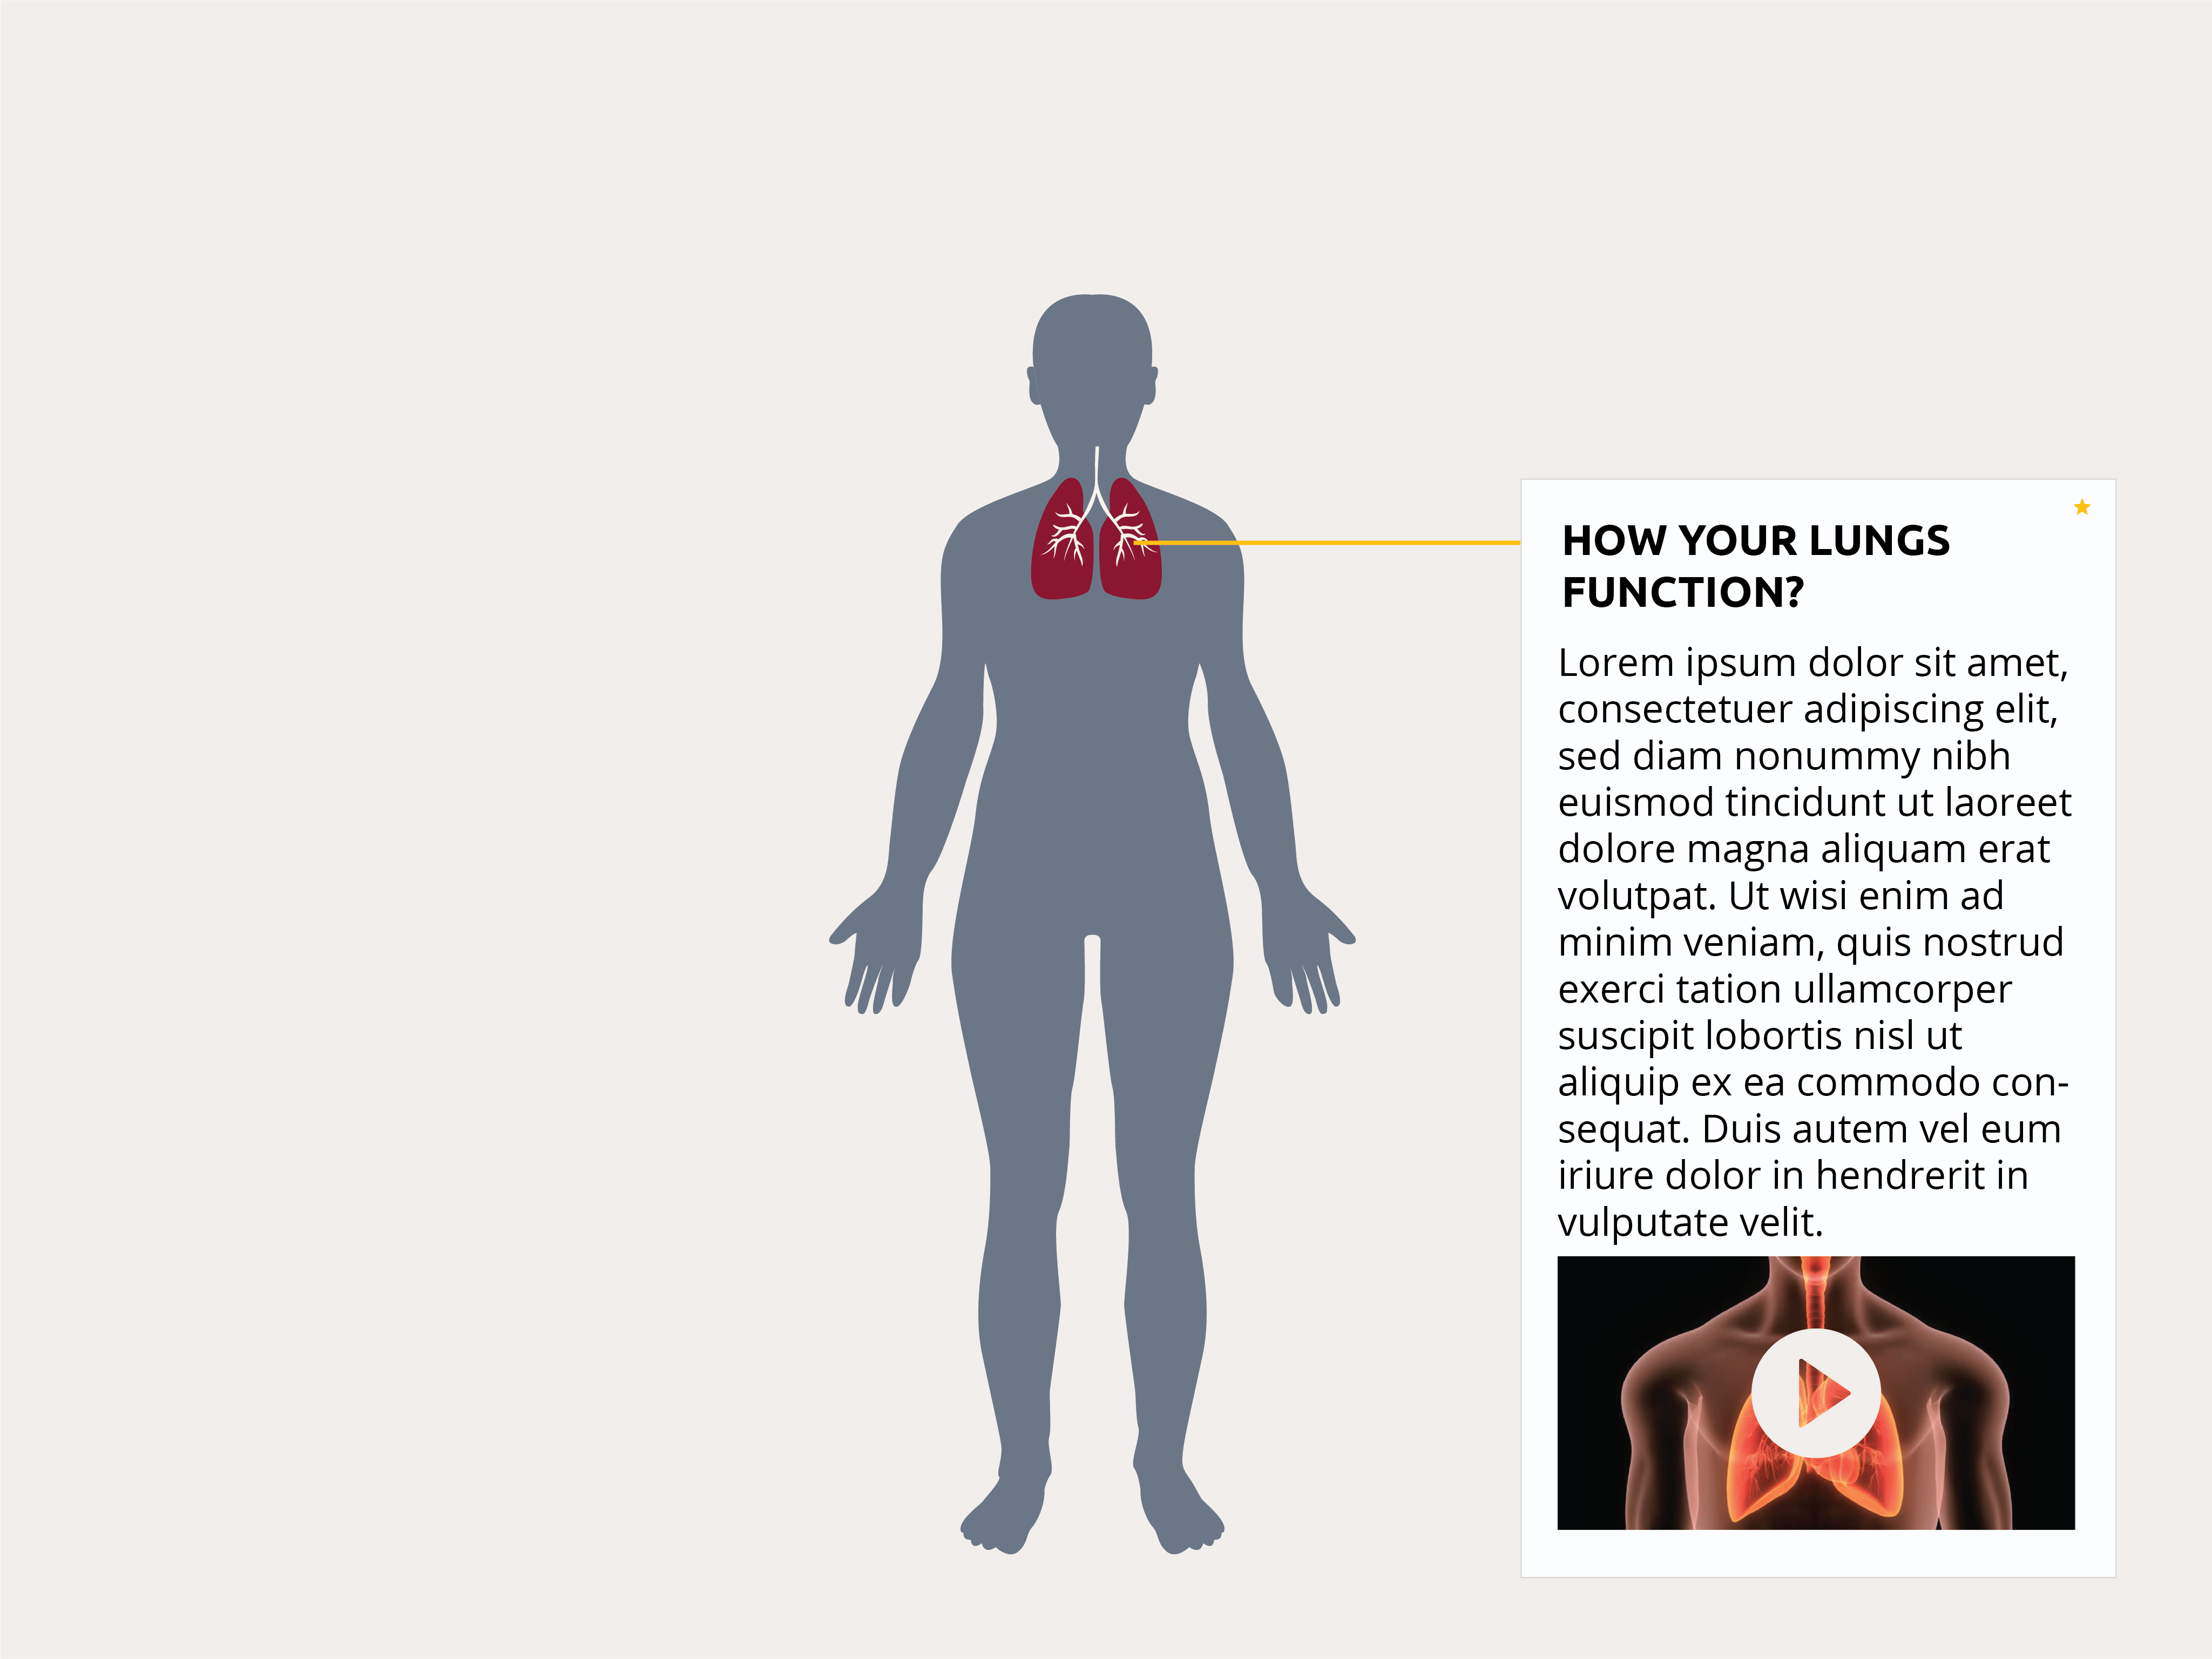 HOW YOUR LUNGS
FUNCTION?
Lorem ipsum dolor sit amet,
consectetuer adipiscing elit,
sed diam nonummy nibh
euismod tincidunt ut laoreet
dolore magna aliquam erat
volutpat. Ut wisi enim ad
minim veniam, quis nostrud
exerci tation ullamcorper
suscipit lobortis nisl ut
aliquip ex ea commodo con-
sequat. Duis autem vel eum
iriure dolor in hendrerit in
vulputate velit.